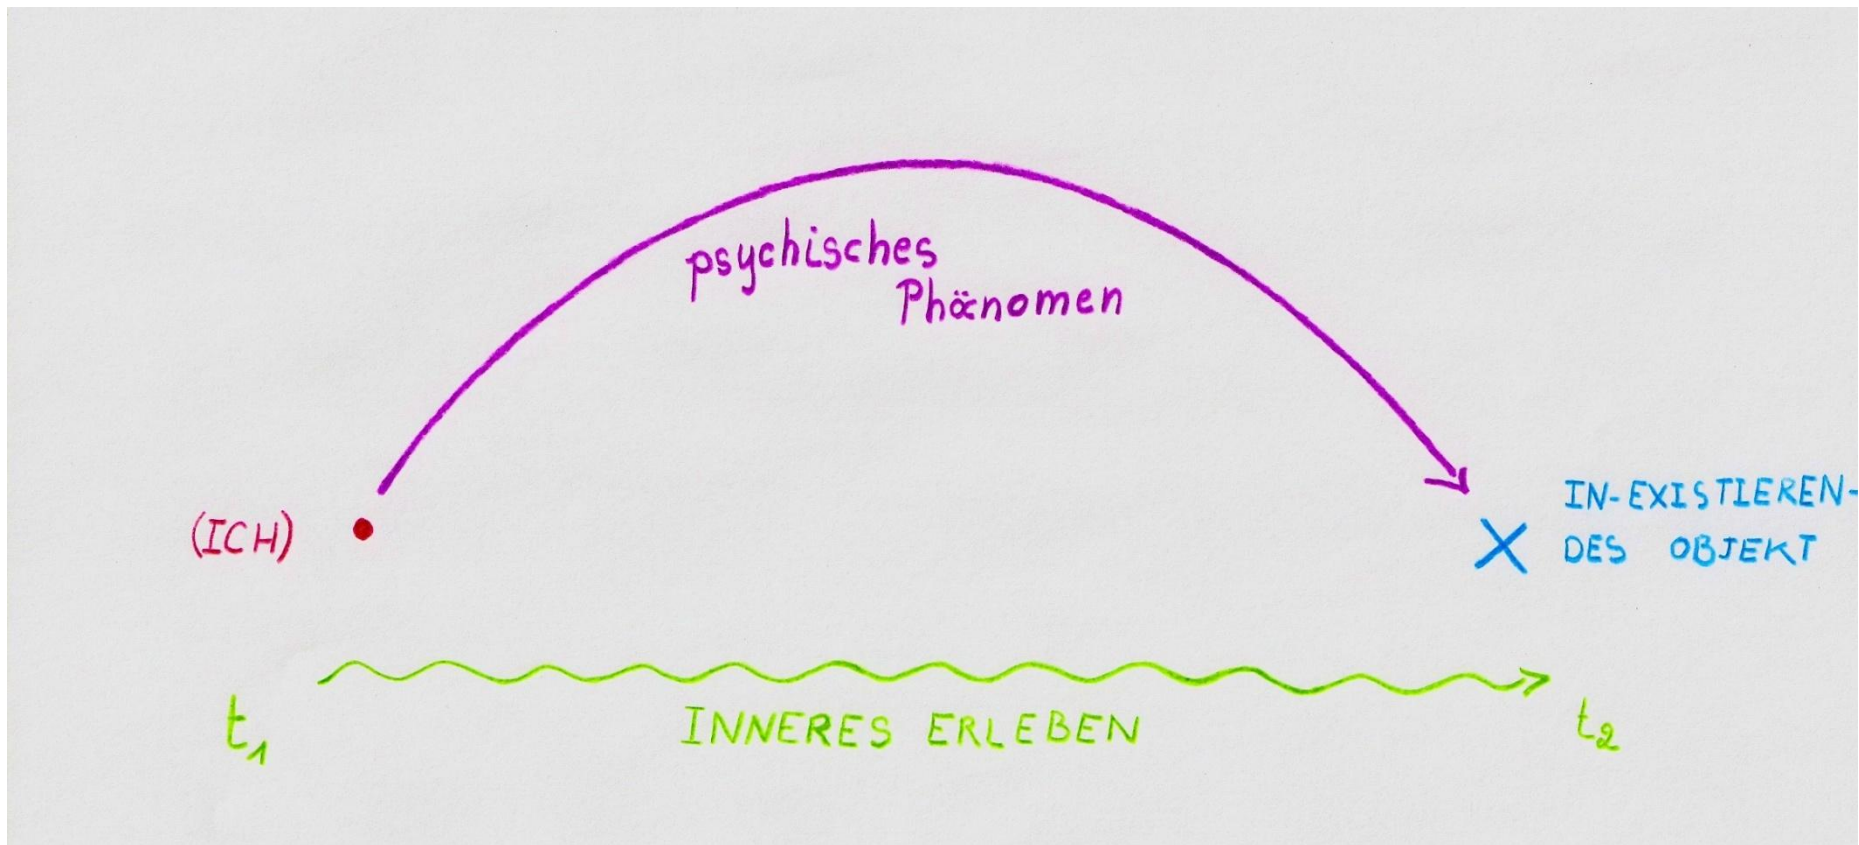 psychisches
Phänomen
(ICH)
IN-EXISTIEREN-
DES OBJEKT
t₁
INNERES ERLEBEN
t₂